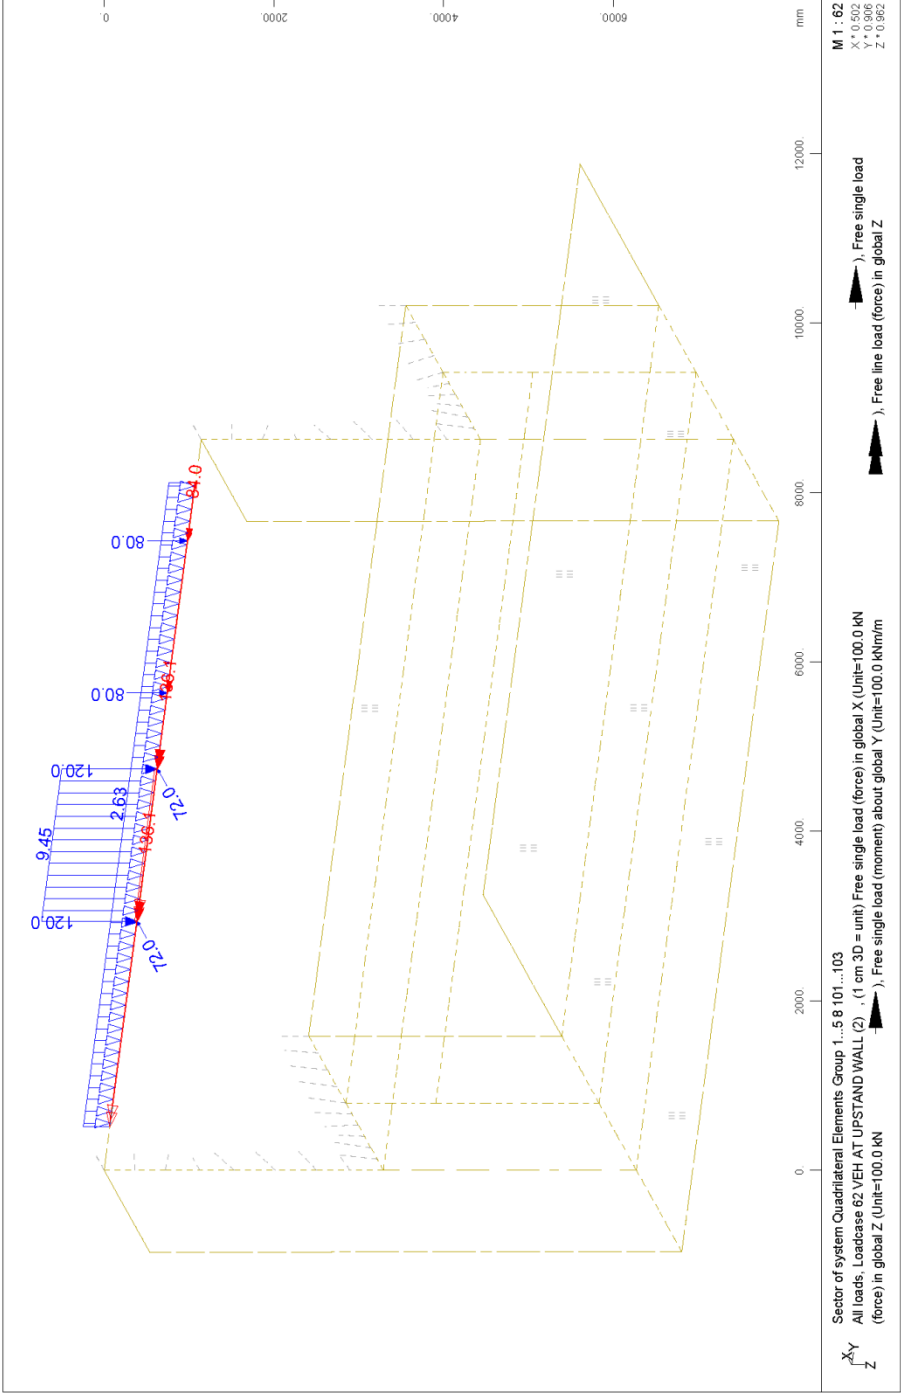 9.45
120.0
120.0
2.63
80.0
80.0
84.0
136.1
136.1
72.0
72.0
0.
2000.
4000.
6000.
8000.
10000.
12000.
mm
0.
2000.
4000.
6000.
M 1 : 62
X * 0.502
Y * 0.906
Z * 0.962
X
Y
Z
Sector of system Quadrilateral Elements Group 1...5 8 101...103
All loads, Loadcase 62 VEH AT UPSTAND WALL (2) , (1 cm 3D = unit) Free single load (force) in global X (Unit=100.0 kN ), Free single load
(force) in global Z (Unit=100.0 kN ), Free single load (moment) about global Y (Unit=100.0 kNm/m ), Free line load (force) in global Z